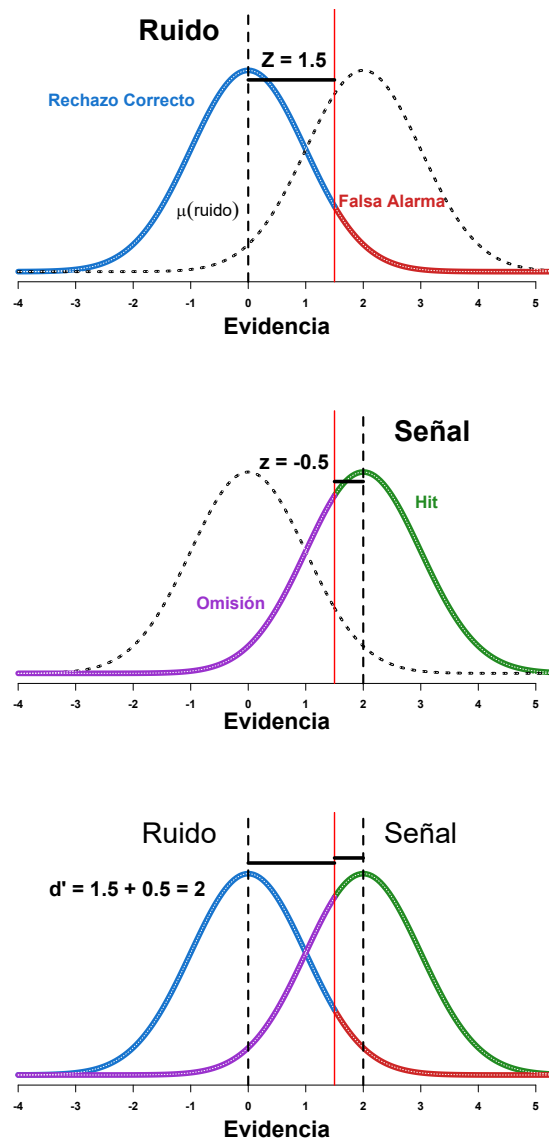 Ruido
Z = 1.5
Rechazo Correcto
Falsa Alarma
μ(ruido)
-4 -3 -2 -1 0 1 2 3 4 5
Evidencia
Señal
z = -0.5
Hit
Omisión
-4 -3 -2 -1 0 1 2 3 4 5
Evidencia
Ruido Señal
d' = 1.5 + 0.5 = 2
-4 -3 -2 -1 0 1 2 3 4 5
Evidencia